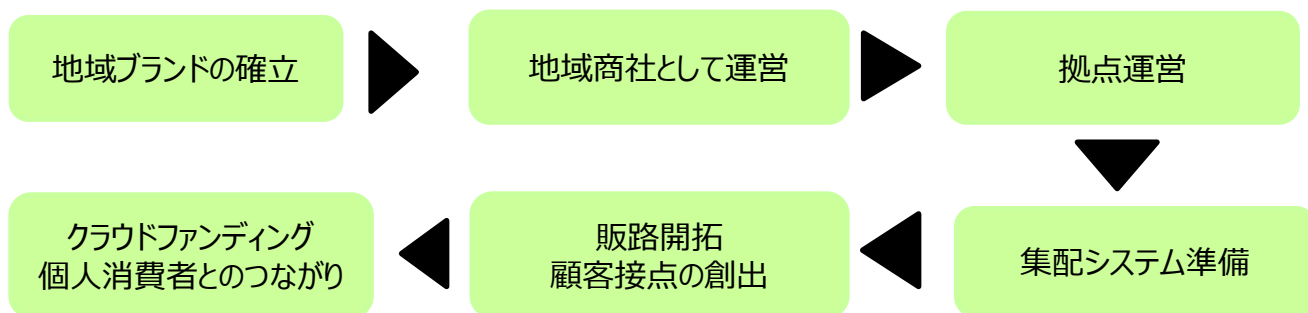 地域ブランドの確立
地域商社として運営
拠点運営
集配システム準備
販路開拓
顧客接点の創出
クラウドファンディング
個人消費者とのつながり